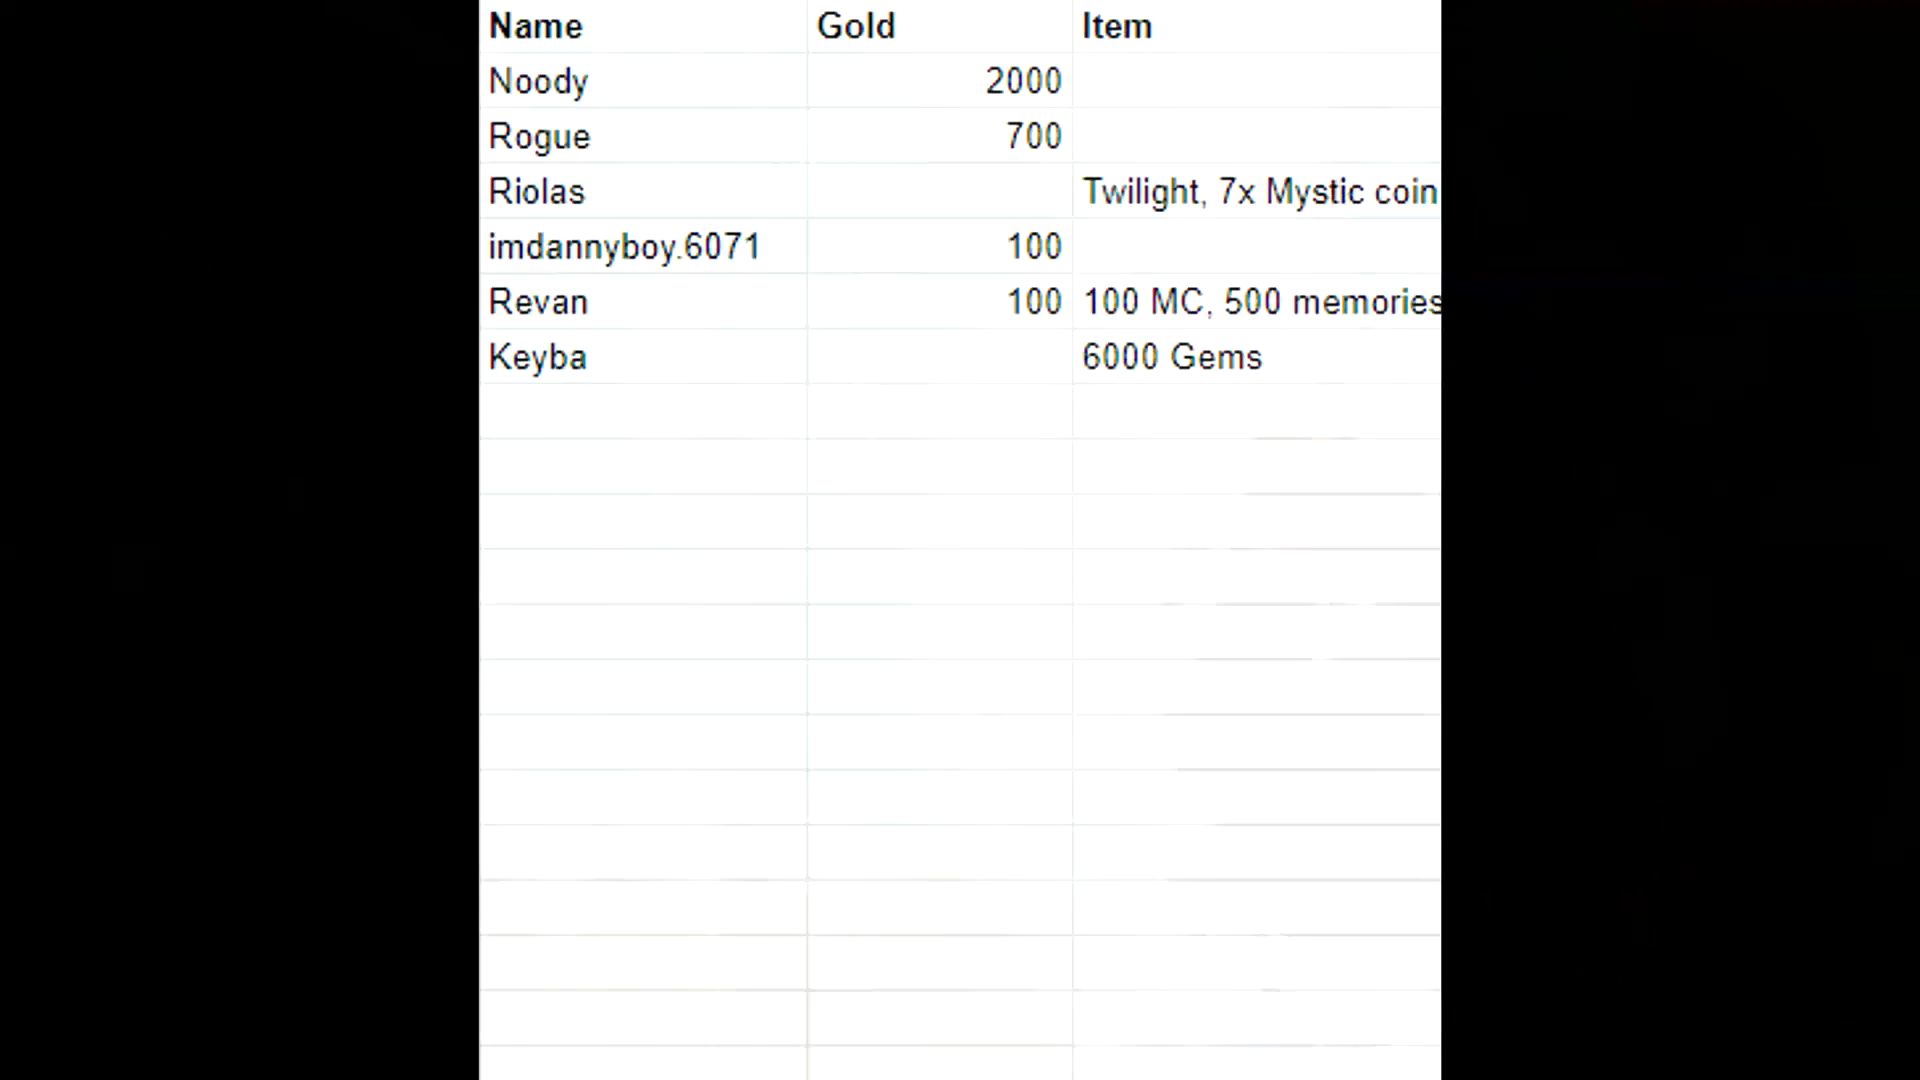 Name Gold Item
Noody 2000
Rogue 700
Riolas Twilight, 7x Mystic coin
imdannyboy.6071 100
Revan 100 100 MC, 500 memories
Keyba 6000 Gems